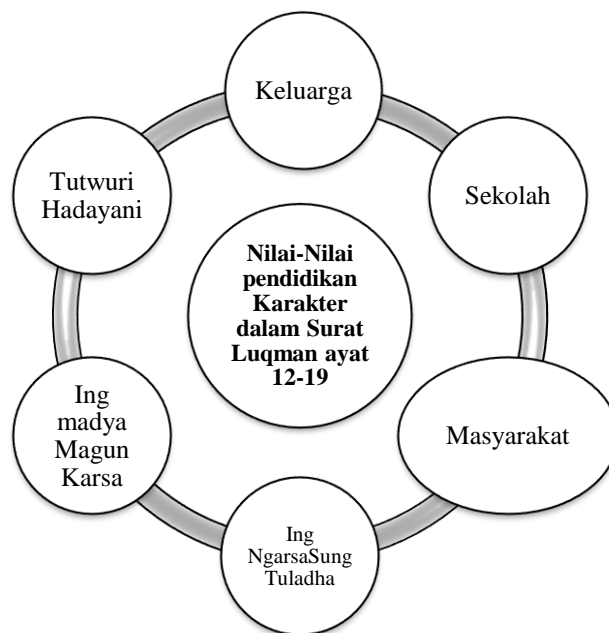 Keluarga
Sekolah
Masyarakat
Ing
NgarsaSung
Tuladha
Ing
madya
Magun
Karsa
Tutwuri
Hadayani
Nilai-Nilai
pendidikan
Karakter
dalam Surat
Luqman ayat
12-19